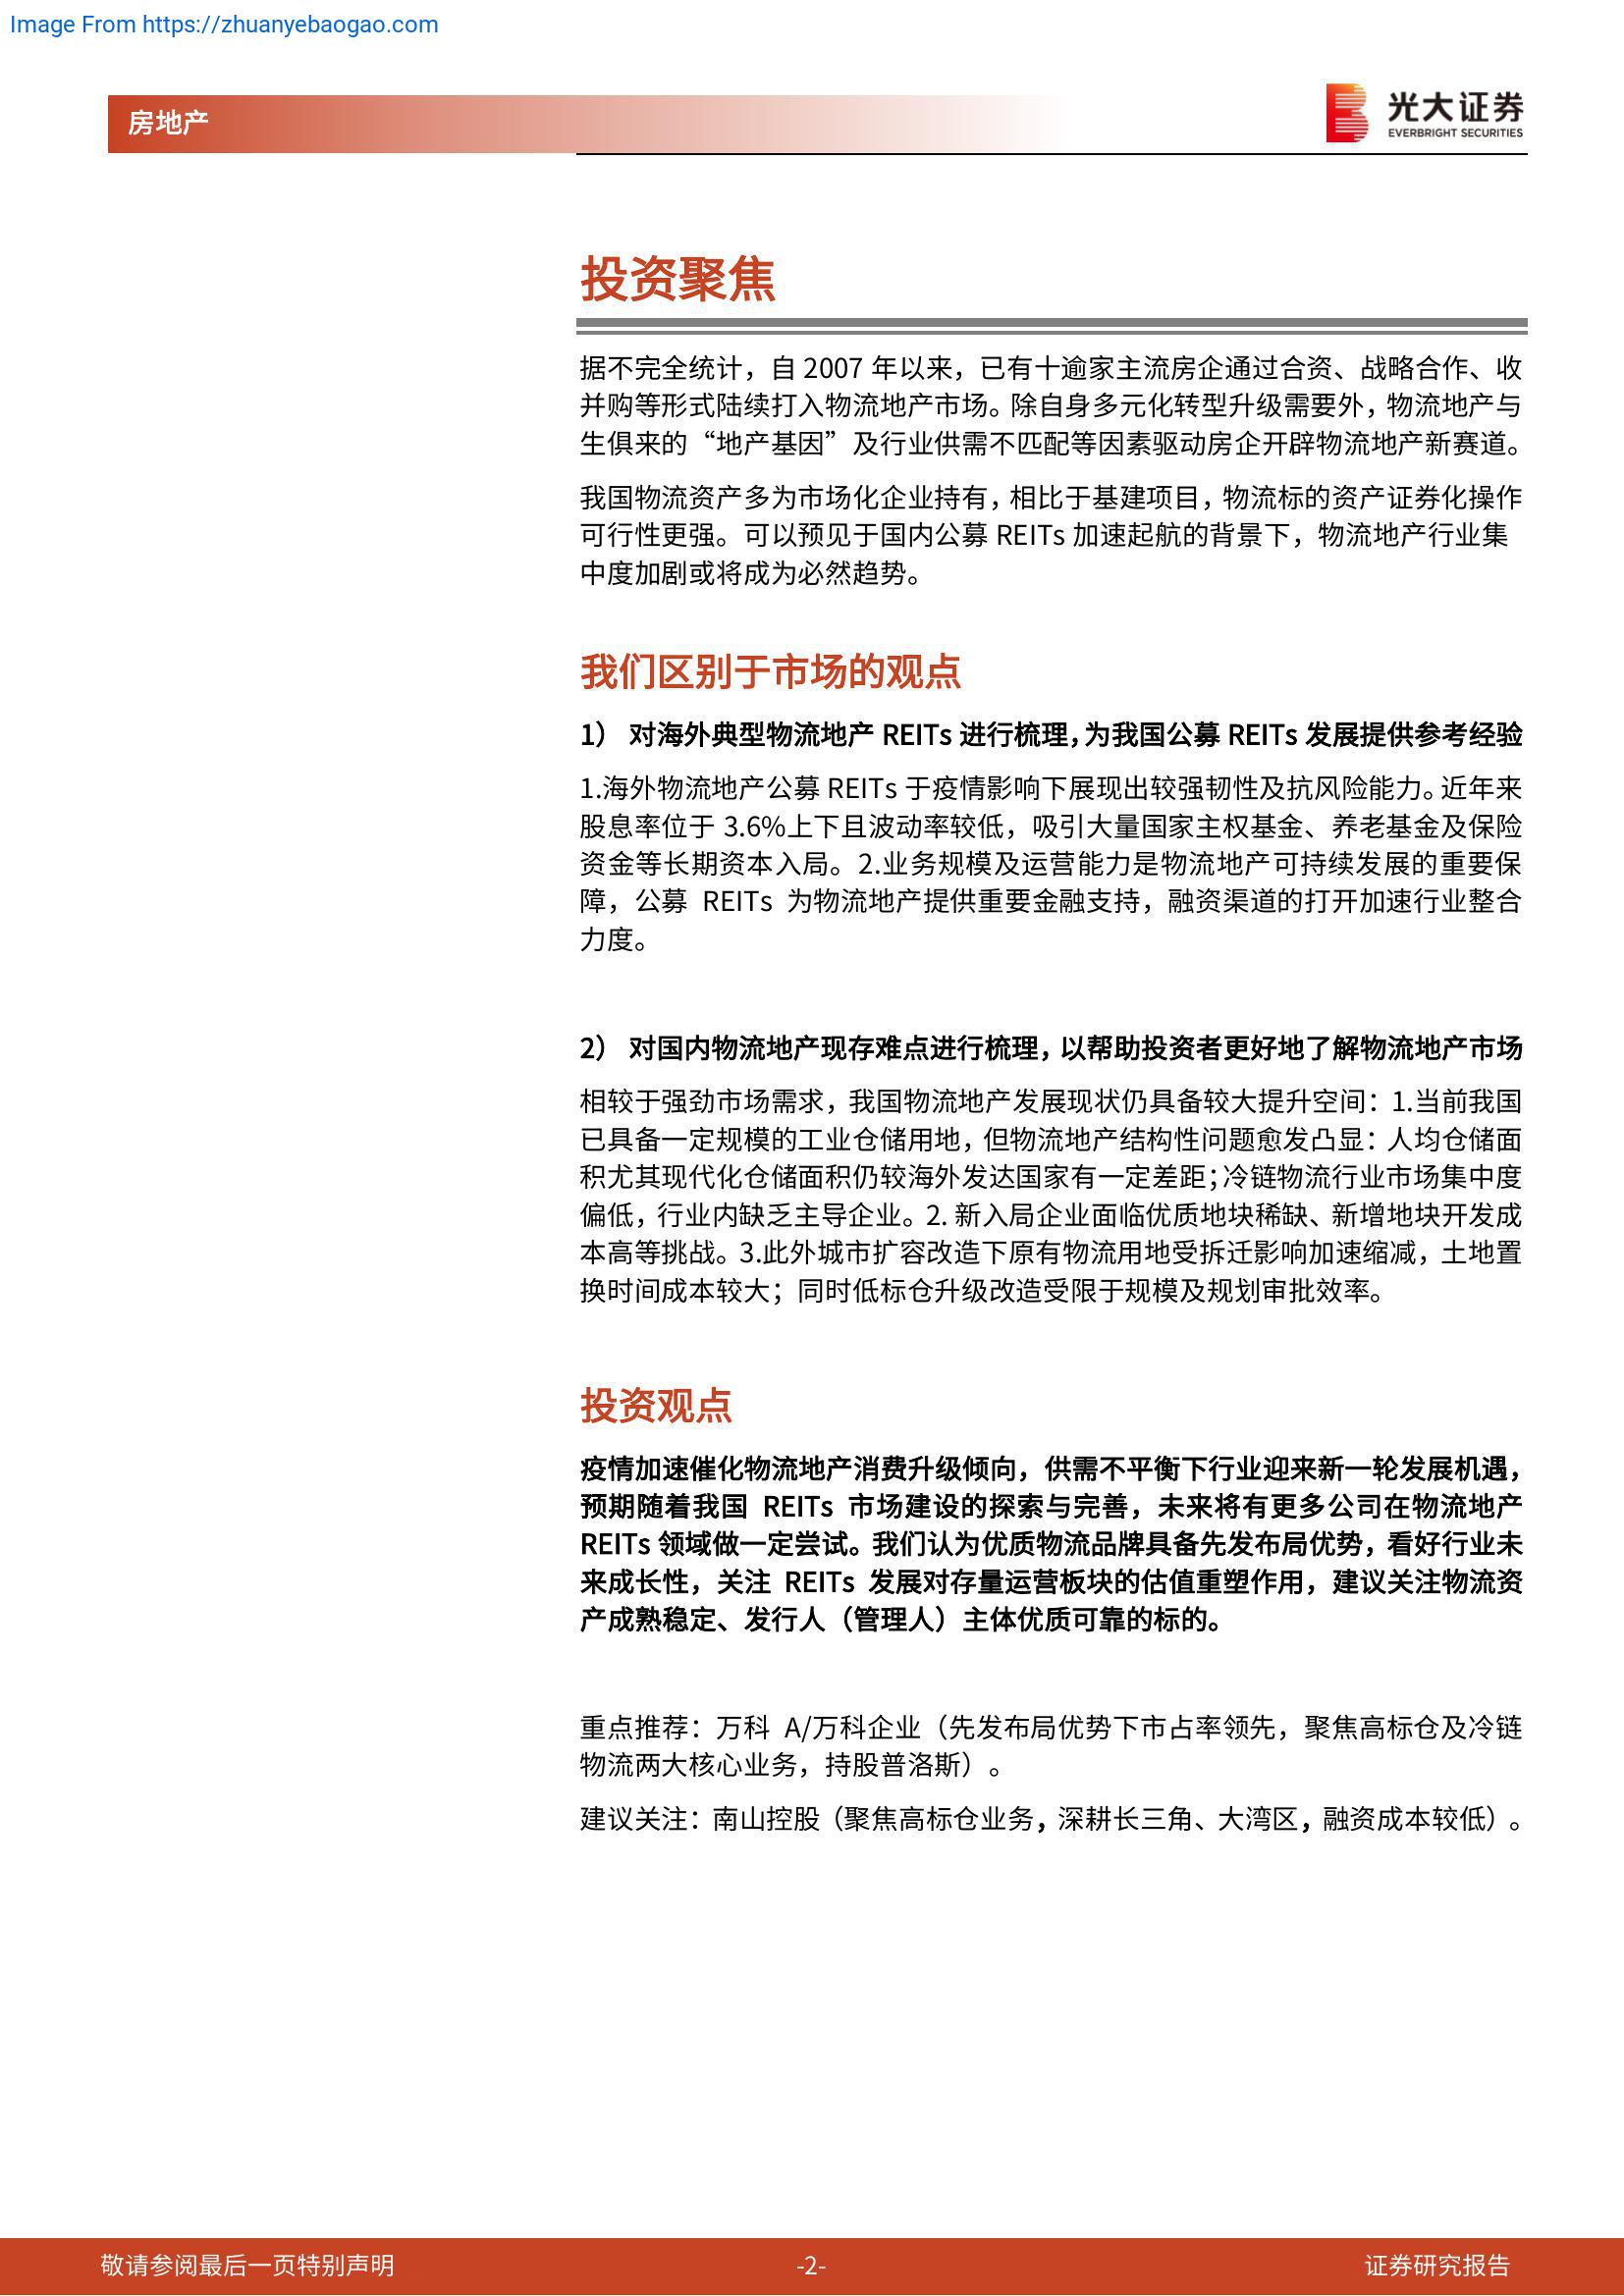 Image From https://zhuanyebaogao.com
房地产
光大证券
EVERBRIGHT SECURITIES
投资聚焦
据不完全统计，自 2007 年以来，已有十逾家主流房企通过合资、战略合作、收
并购等形式陆续打入物流地产市场。除自身多元化转型升级需要外，物流地产与
生俱来的“地产基因”及行业供需不匹配等因素驱动房企开辟物流地产新赛道。
我国物流资产多为市场化企业持有，相比于基建项目，物流标的资产证券化操作
可行性更强。可以预见于国内公募 REITs 加速起航的背景下，物流地产行业集
中度加剧或将成为必然趋势。
我们区别于市场的观点
1） 对海外典型物流地产 REITs 进行梳理，为我国公募 REITs 发展提供参考经验
1.海外物流地产公募 REITs 于疫情影响下展现出较强韧性及抗风险能力。近年来
股息率位于 3.6%上下且波动率较低，吸引大量国家主权基金、养老基金及保险
资金等长期资本入局。2.业务规模及运营能力是物流地产可持续发展的重要保
障，公募 REITs 为物流地产提供重要金融支持，融资渠道的打开加速行业整合
力度。
2） 对国内物流地产现存难点进行梳理，以帮助投资者更好地了解物流地产市场
相较于强劲市场需求，我国物流地产发展现状仍具备较大提升空间：1.当前我国
已具备一定规模的工业仓储用地，但物流地产结构性问题愈发凸显：人均仓储面
积尤其现代化仓储面积仍较海外发达国家有一定差距；冷链物流行业市场集中度
偏低，行业内缺乏主导企业。2. 新入局企业面临优质地块稀缺、新增地块开发成
本高等挑战。3.此外城市扩容改造下原有物流用地受拆迁影响加速缩减，土地置
换时间成本较大；同时低标仓升级改造受限于规模及规划审批效率。
投资观点
疫情加速催化物流地产消费升级倾向，供需不平衡下行业迎来新一轮发展机遇，
预期随着我国 REITs 市场建设的探索与完善，未来将有更多公司在物流地产
REITs 领域做一定尝试。我们认为优质物流品牌具备先发布局优势，看好行业未
来成长性，关注 REITs 发展对存量运营板块的估值重塑作用，建议关注物流资
产成熟稳定、发行人（管理人）主体优质可靠的标的。
重点推荐：万科 A/万科企业（先发布局优势下市占率领先，聚焦高标仓及冷链
物流两大核心业务，持股普洛斯）。
建议关注：南山控股（聚焦高标仓业务，深耕长三角、大湾区，融资成本较低）。
敬请参阅最后一页特别声明
-2-
证券研究报告